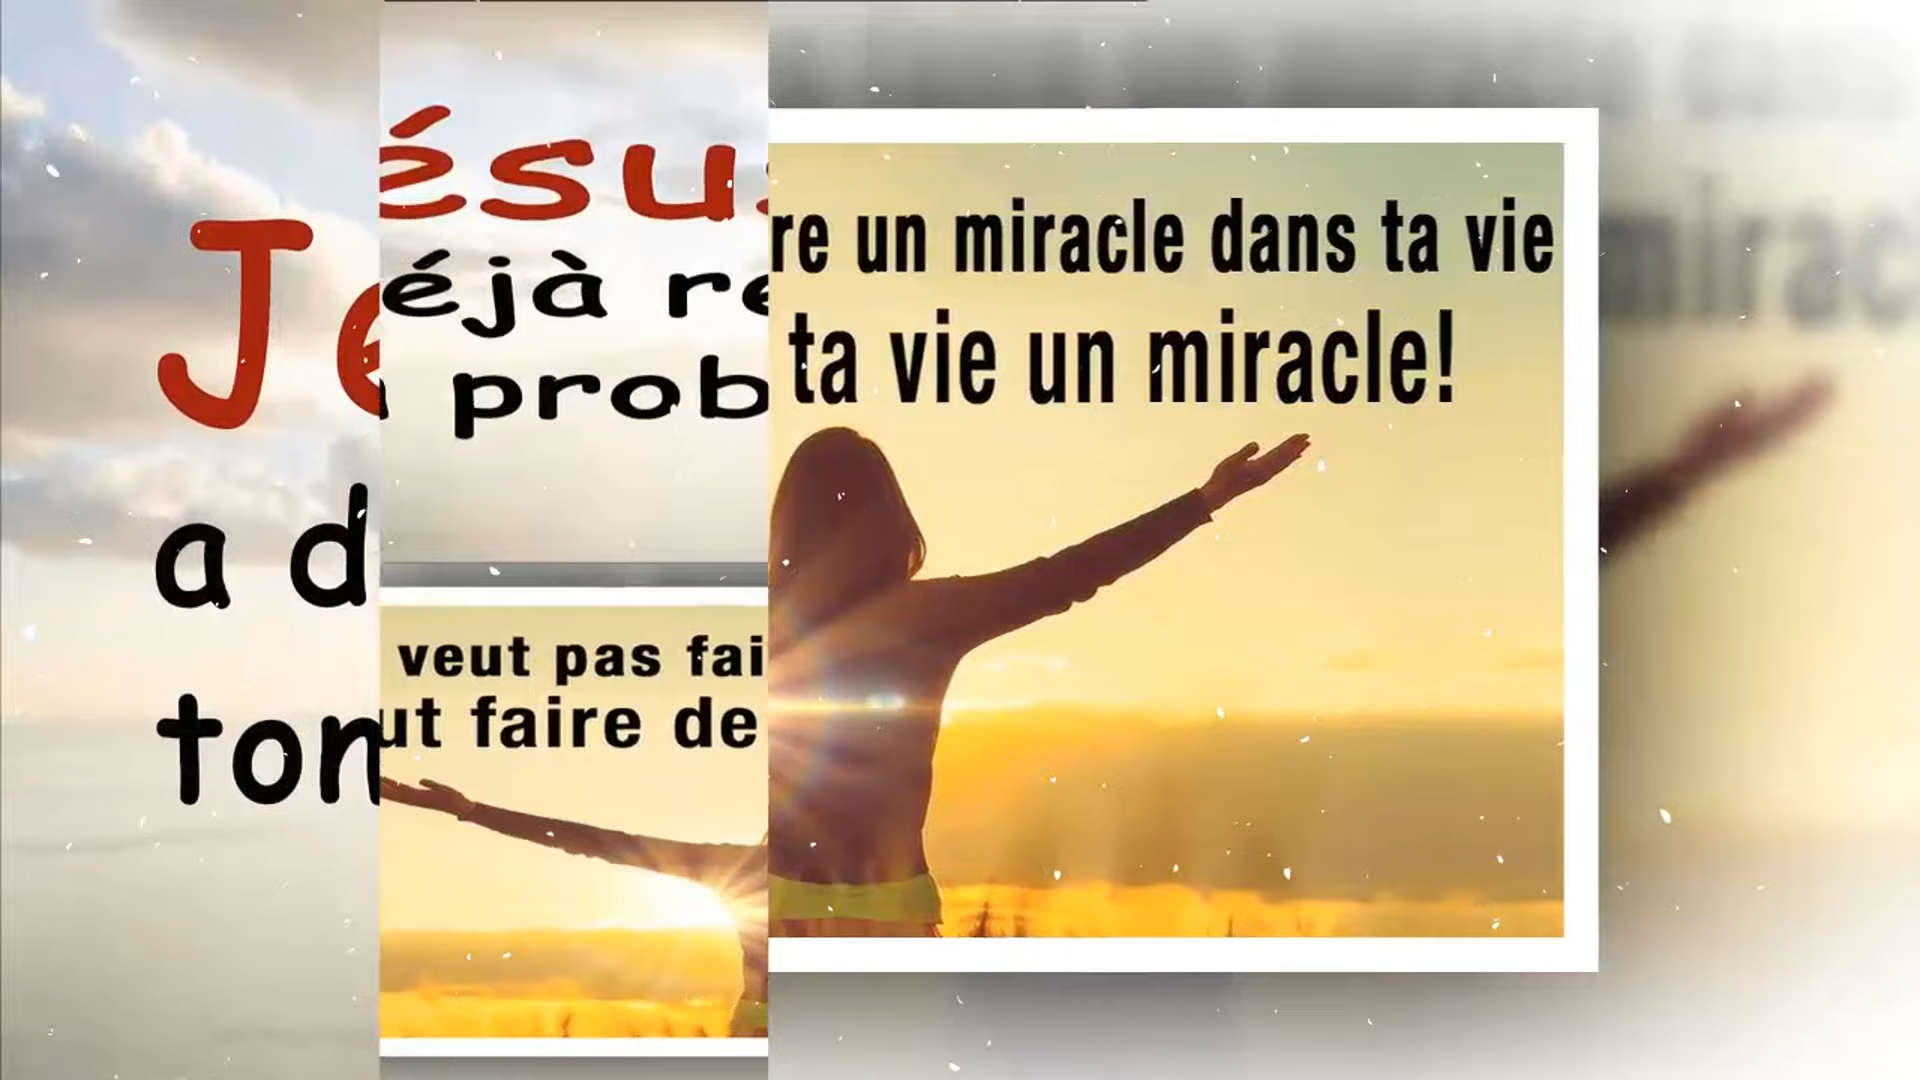 Jé
a d
ton
ésus
éjà re
prob
veut pas fai
ut faire de
re un miracle dans ta vie
ta vie un miracle!
mirac